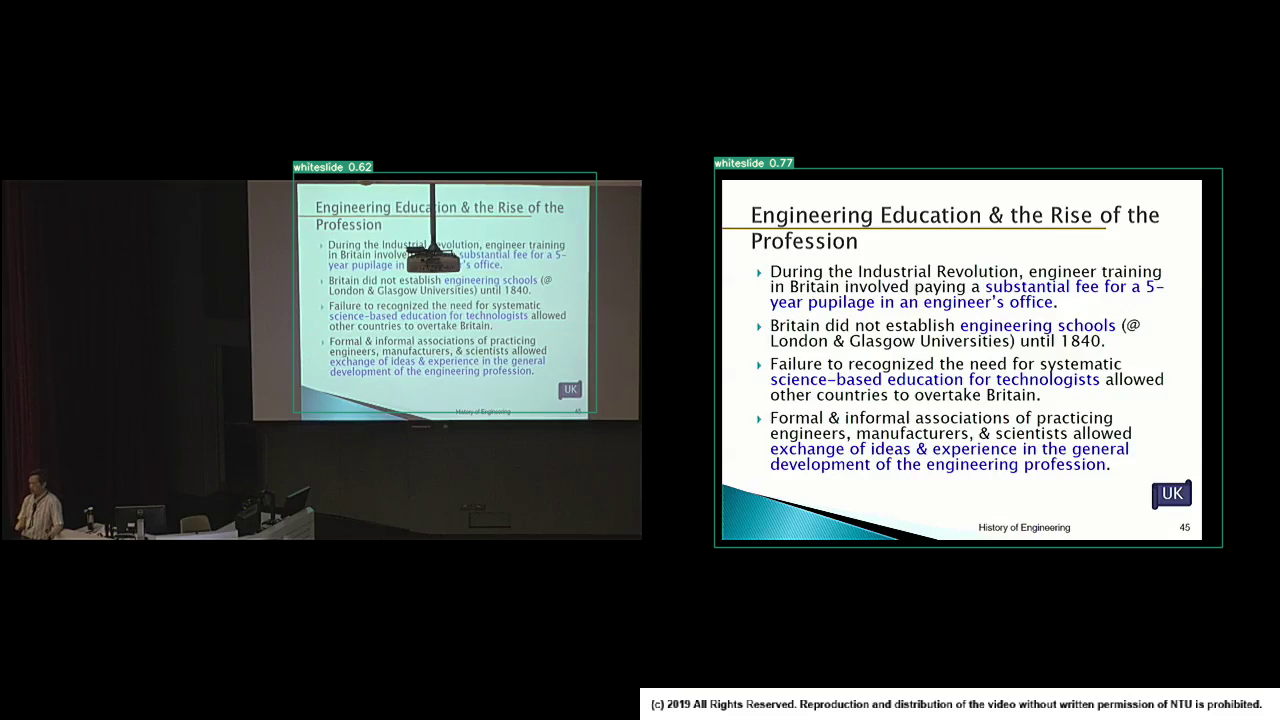 whiteslide 0.62
Engineering Education & the Rise of the
Profession
During the Industrial Revolution, engineer training
in Britain involve substantial fee for a 5-
year pupilage in 's office.
Britain did not establish engineering schools (@
London & Glasgow Universities) until 1840.
Failure to recognized the need for systematic
science-based education for technologists allowed
other countries to overtake Britain.
Formal & informal associations of practicing
engineers, manufacturers, & scientists allowed
exchange of ideas & experience in the general
development of the engineering profession.
UK
History of Engineering
45
whiteslide 0.77
Engineering Education & the Rise of the
Profession
During the Industrial Revolution, engineer training
in Britain involved paying a substantial fee for a 5-
year pupilage in an engineer's office.
Britain did not establish engineering schools (@
London & Glasgow Universities) until 1840.
Failure to recognized the need for systematic
science-based education for technologists allowed
other countries to overtake Britain.
Formal & informal associations of practicing
engineers, manufacturers, & scientists allowed
exchange of ideas & experience in the general
development of the engineering profession.
UK
History of Engineering
45
(c) 2019 All Rights Reserved. Reproduction and distribution of the video without written permission of NTU is prohibited.